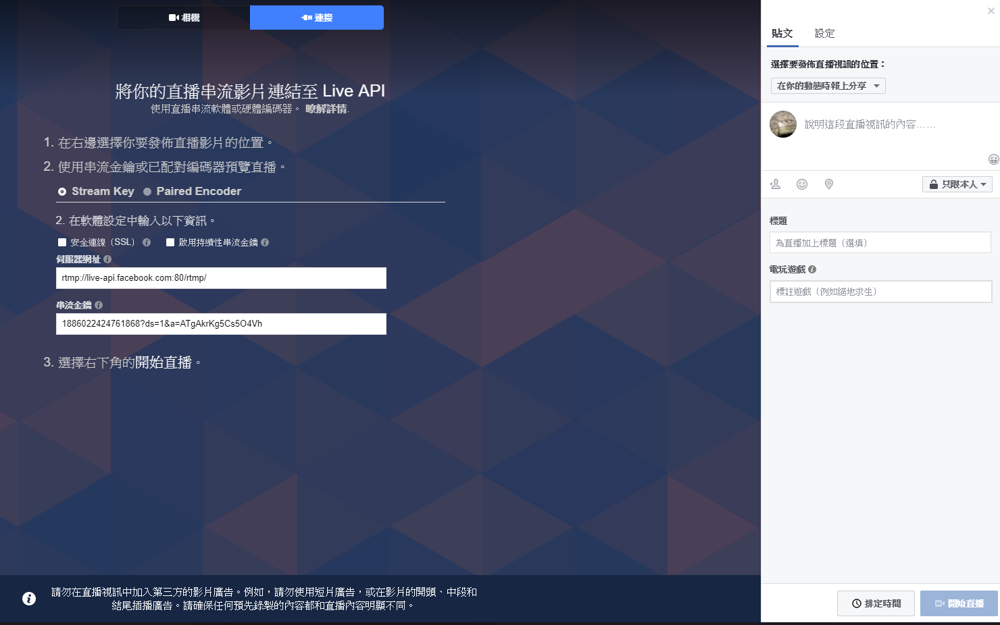 相機
連接
將你的直播串流影片連結至 Live API
使用直播串流軟體或硬體編碼器。 瞭解詳情.
1. 在右邊選擇你要發佈直播影片的位置。
2. 使用串流金鑰或已配對編碼器預覽直播。
Stream Key
Paired Encoder
2. 在軟體設定中輸入以下資訊。
安全連線（SSL）
啟用持續性串流金鑰
伺服器網址
rtmp://live-api.facebook.com:80/rtmp/
串流金鑰
1886022424761868?ds=1&a=ATgAkrKg5Cs5O4Vh
3. 選擇右下角的開始直播。
請勿在直播視訊中加入第三方的影片廣告。例如，請勿使用短片廣告，或在影片的開頭、中段和
結尾插播廣告。請確保任何預先錄製的內容都和直播內容明顯不同。
貼文
設定
選擇要發佈直播視訊的位置：
在你的動態時報上分享
說明這段直播視訊的內容……
只限本人
標題
為直播加上標題（選填）
電玩遊戲
標註遊戲（例如絕地求生）
排定時間
開始直播